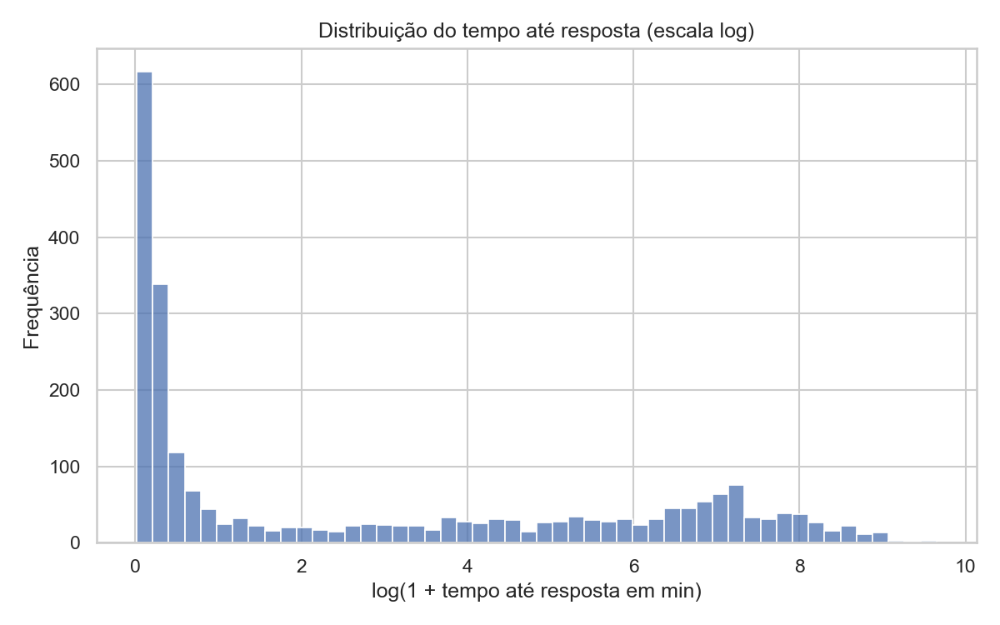 Distribuição do tempo até resposta (escala log)
600
500
400
300
200
100
0
Frequência
0 2 4 6 8 10
log(1 + tempo até resposta em min)